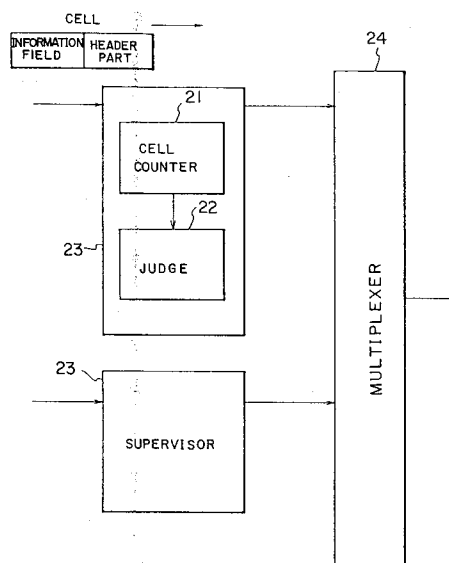 CELL
INFORMATION FIELD
HEADER PART
24
21
CELL COUNTER
22
23
JUDGE
23
SUPERVISOR
MULTIPLEXER